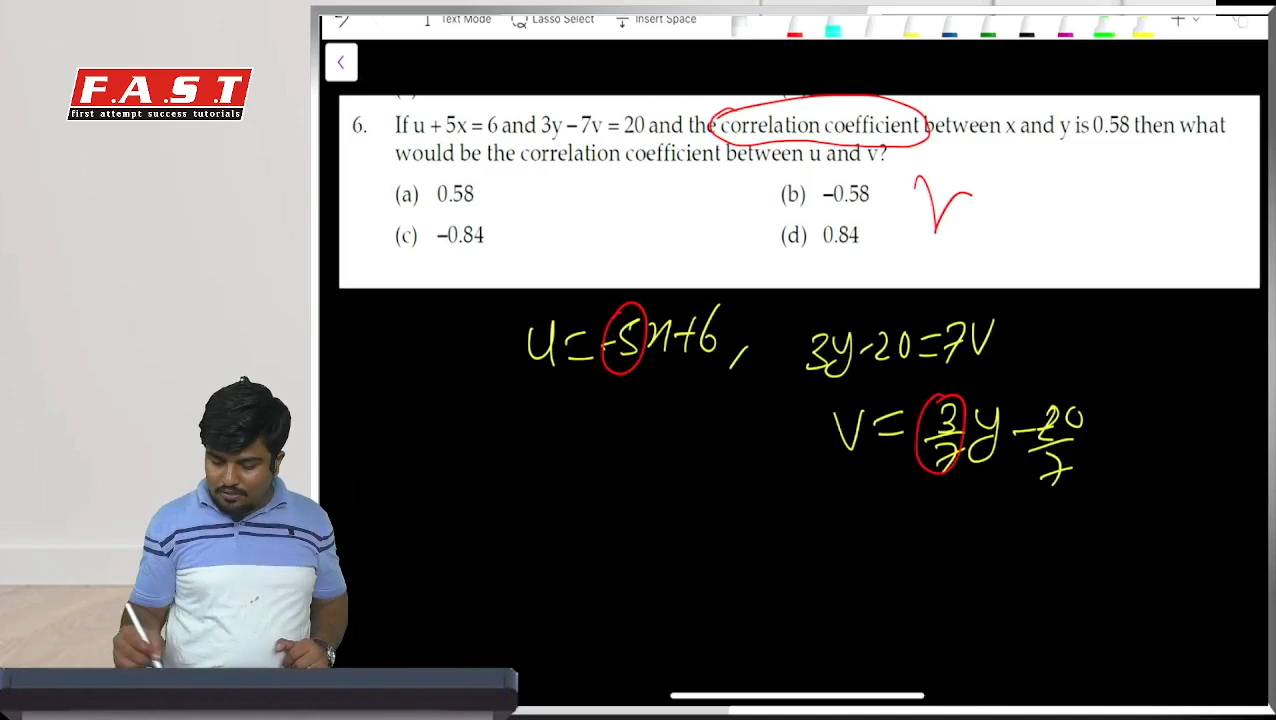 F.A.S.T
first attempt success tutorials
Text Mode
Lasso Select
Insert Space
6. If u + 5x = 6 and 3y – 7v = 20 and the correlation coefficient between x and y is 0.58 then what
would be the correlation coefficient between u and v?
(a) 0.58 (b) –0.58
(c) –0.84 (d) 0.84
r
u = -5x+6, 3y-20=7v
v = 3/7 y - 20/7